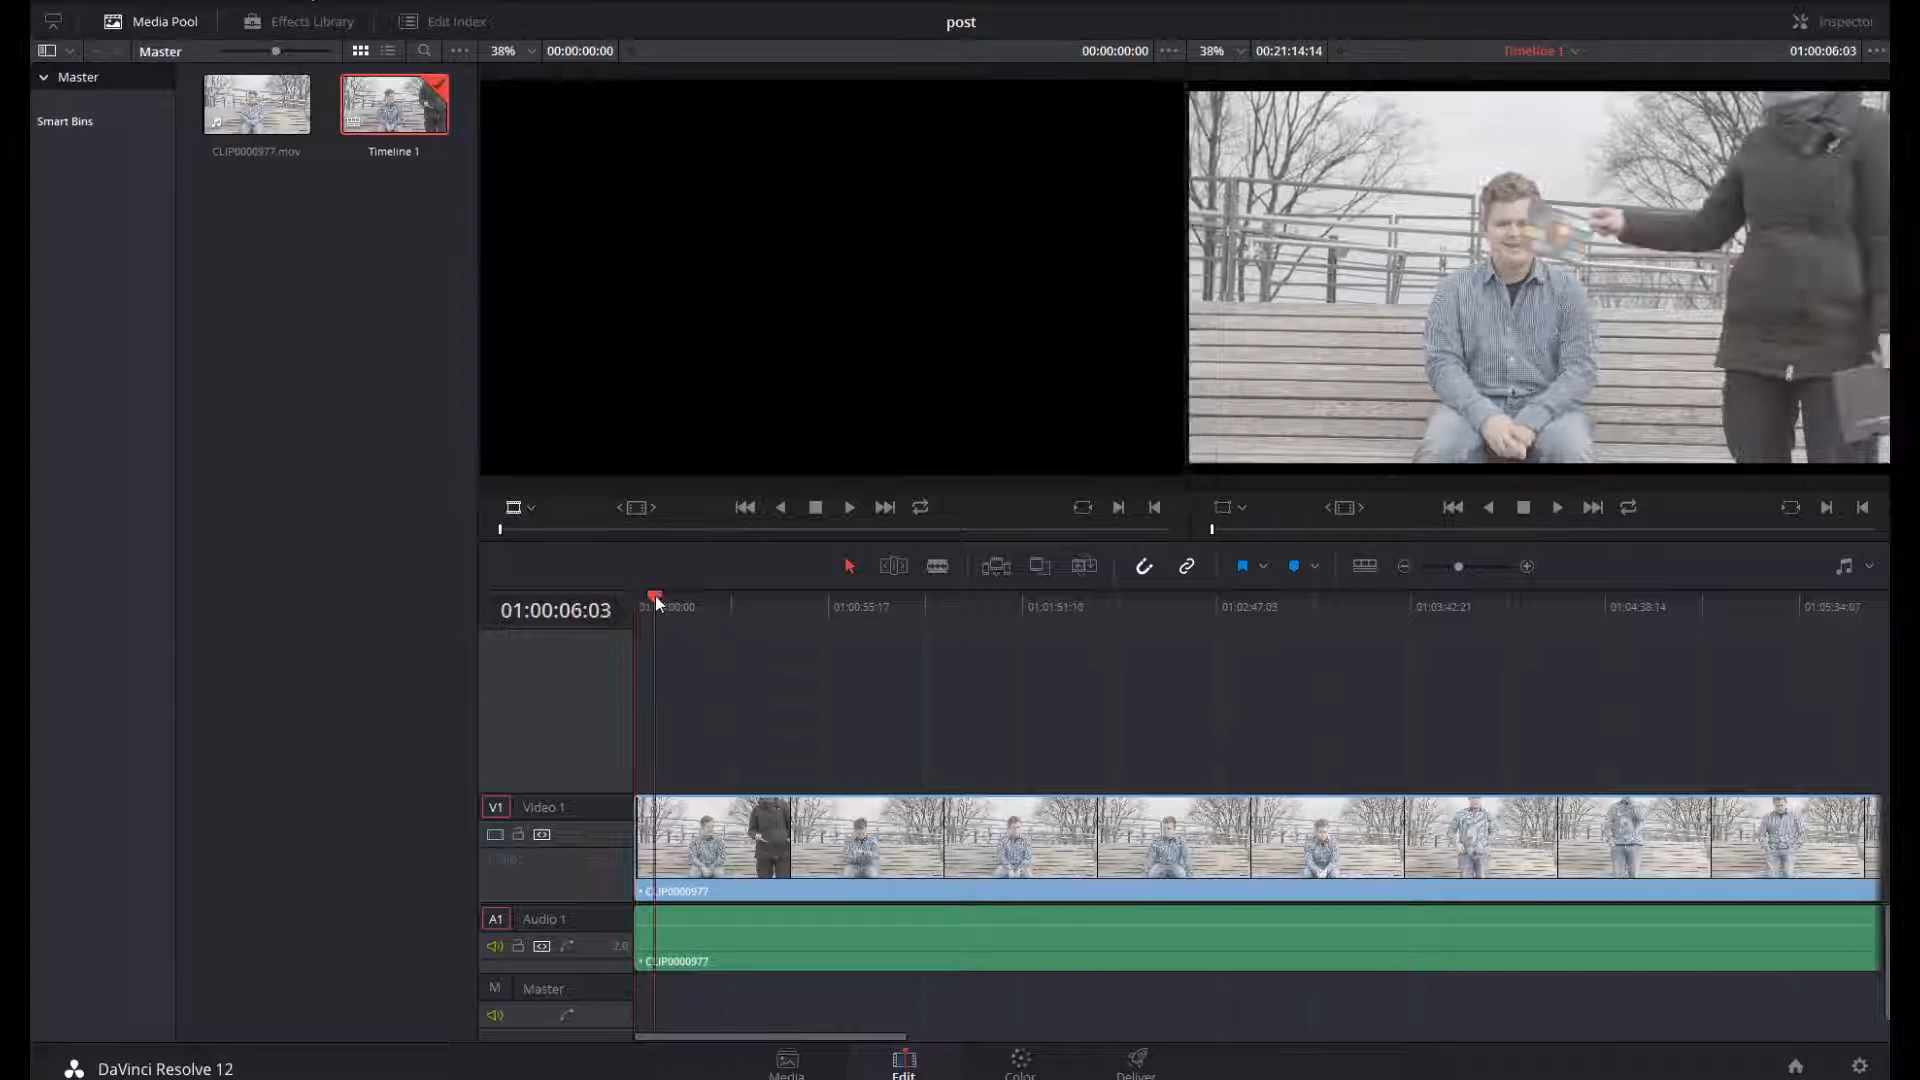 Media Pool
Effects Library
Edit Index
post
Inspector
Master
38%
00:00:00:00
00:00:00:00
38%
00:21:14:14
Timeline 1
01:00:06:03
Master
Smart Bins
CLIP0000977.mov
Timeline 1
01:00:06:03
01:00:55:17
01:01:51:10
01:02:47:03
01:03:42:21
01:04:38:14
01:05:34:07
V1
Video 1
CLIP0000977
A1
Audio 1
2.0
CLIP0000977
M
Master
DaVinci Resolve 12
Media
Edit
Color
Deliver